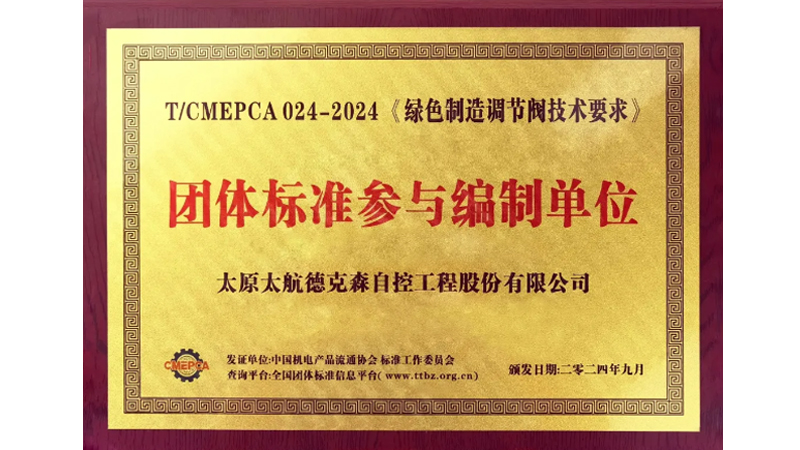 T/CMEPCA 024-2024《绿色制造调节阀技术要求》
团体标准参与编制单位
太原太航德克森自控工程股份有限公司
CMEPCA
发证单位:中国机电产品流通协会 标准工作委员会
查询平台:全国团体标准信息平台( www.ttbz.org.cn)
颁发日期:二零二四年九月